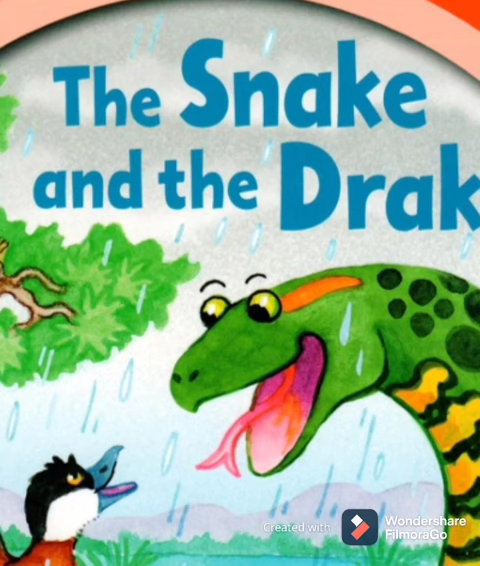 The Snake
and the Drak
Created with
Wondershare
FilmoraGo